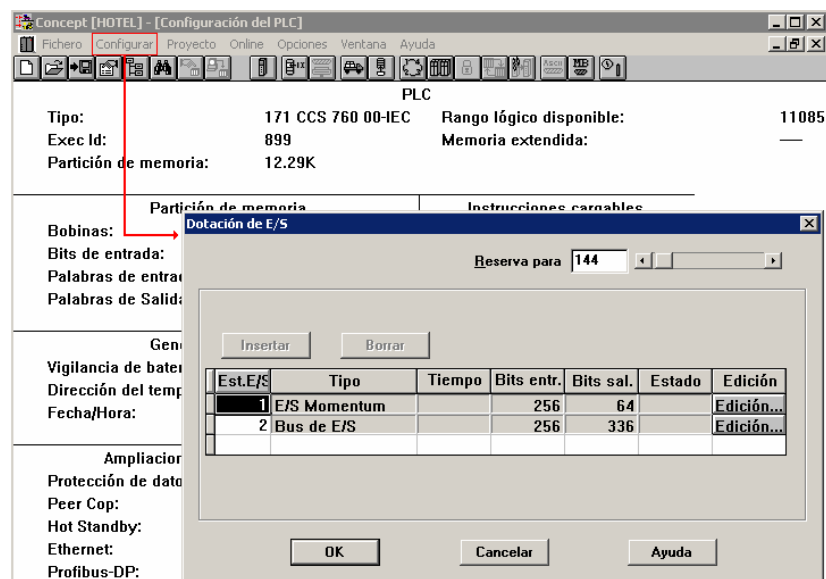 Concept [HOTEL] - [Configuración del PLC]
Fichero Configurar Proyecto Online Opciones Ventana Ayuda
PLC
Tipo: 171 CCS 760 00-IEC Rango lógico disponible: 11085
Exec Id: 899 Memoria extendida: —
Partición de memoria: 12.29K
Partición de memoria Instrucciones cargables
Bobinas:
Bits de entrada:
Palabras de entra
Palabras de Salida
Gen
Vigilancia de bater
Dirección del temp
Fecha/Hora:
Ampliacior
Protección de dato
Peer Cop:
Hot Standby:
Ethernet:
Profibus-DP:
Dotación de E/S
Reserva para 144
Insertar Borrar
Est.E/S Tipo Tiempo Bits entr. Bits sal. Estado Edición
1 E/S Momentum 256 64 Edición...
2 Bus de E/S 256 336 Edición...
OK Cancelar Ayuda